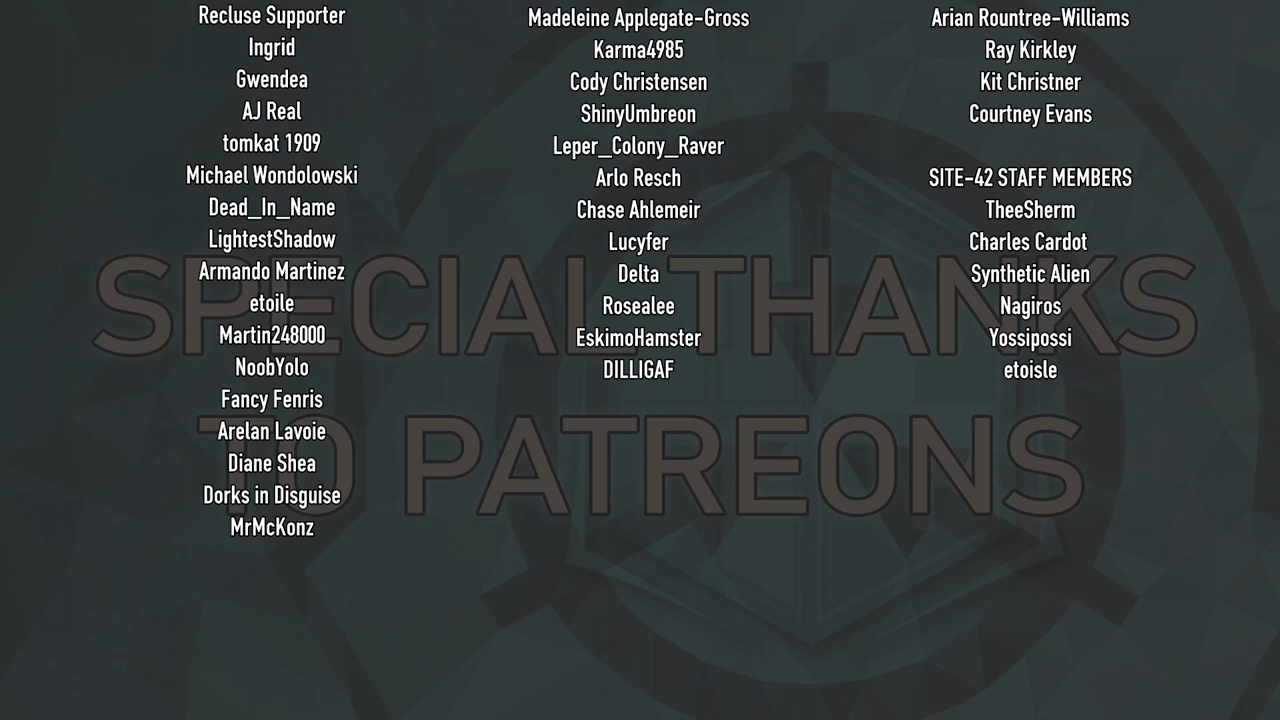 Recluse Supporter
Ingrid
Gwendea
AJ Real
tomkat 1909
Michael Wondolowski
Dead_In_Name
LightestShadow
Armando Martinez
etoile
Martin248000
NoobYolo
Fancy Fenris
Arelan Lavoie
Diane Shea
Dorks in Disguise
MrMcKonz
Madeleine Applegate-Gross
Karma4985
Cody Christensen
ShinyUmbreon
Leper_Colony_Raver
Arlo Resch
Chase Ahlemeir
Lucyfer
Delta
Rosealee
EskimoHamster
DILLIGAF
Arian Rountree-Williams
Ray Kirkley
Kit Christner
Courtney Evans
SITE-42 STAFF MEMBERS
TheeSherm
Charles Cardot
Synthetic Alien
Nagiros
Yossipossi
etoisle
SPECIAL THANKS
TO PATREONS